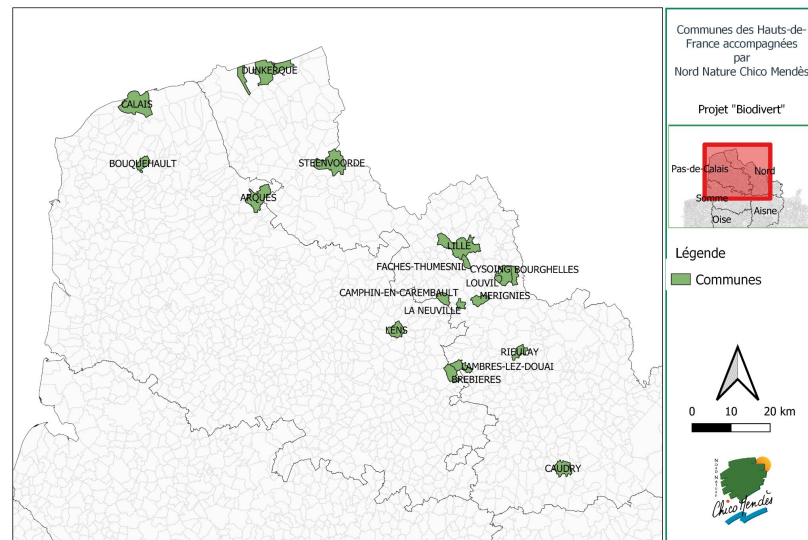 DUNKERQUE
CALAIS
BOUQUEHAULT
STEENVOORDE
ARQUES
LILLE
FACHES-THUMESNIL
CYSOING
BOURGHELLES
LOUVIL
CAMPHIN-EN-CAREMBAULT
MERIGNIES
LA NEUVILLE
LENS
RIEULAY
LAMBRES-LEZ-DOUAI
BREBIERES
CAUDRY
Communes des Hauts-de-
France accompagnées
par
Nord Nature Chico Mendès
Projet "Biodivert"
Pas-de-Calais
Nord
Somme
Aisne
Oise
Légende
Communes
0 10 20 km
NORD NATURE
Chico Mendès